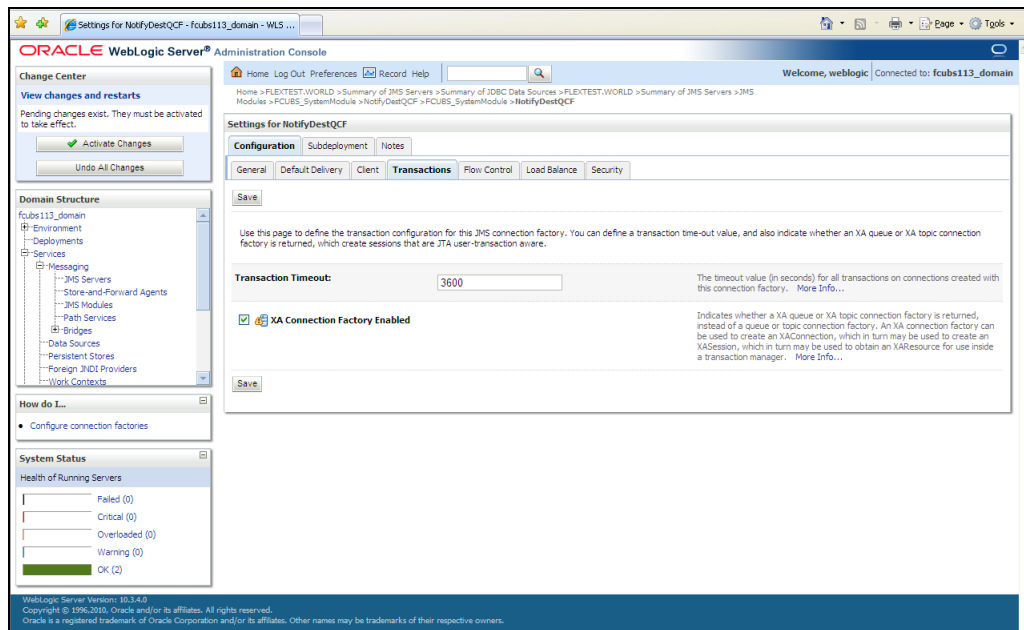 Settings for NotifyDestQCF - fcubs113_domain - WLS ...
Page
Tools
ORACLE WebLogic Server® Administration Console
Change Center
View changes and restarts
Pending changes exist. They must be activated
to take effect.
Activate Changes
Undo All Changes
Domain Structure
fcubs113_domain
Environment
Deployments
Services
Messaging
JMS Servers
Store-and-Forward Agents
JMS Modules
Path Services
Bridges
Data Sources
Persistent Stores
Foreign JNDI Providers
Work Contexts
How do I...
Configure connection factories
System Status
Health of Running Servers
Failed (0)
Critical (0)
Overloaded (0)
Warning (0)
OK (2)
Home Log Out Preferences Record Help
Welcome, weblogic Connected to: fcubs113_domain
Home >FLEXTEST.WORLD >Summary of JMS Servers >Summary of JDBC Data Sources >FLEXTEST.WORLD >Summary of JMS Servers >JMS
Modules >FCUBS_SystemModule >NotifyDestQCF >FCUBS_SystemModule >NotifyDestQCF
Settings for NotifyDestQCF
Configuration Subdeployment Notes
General Default Delivery Client Transactions Flow Control Load Balance Security
Save
Use this page to define the transaction configuration for this JMS connection factory. You can define a transaction time-out value, and also indicate whether an XA queue or XA topic connection
factory is returned, which create sessions that are JTA user-transaction aware.
Transaction Timeout:
3600
The timeout value (in seconds) for all transactions on connections created with
this connection factory. More Info...
XA Connection Factory Enabled
Indicates whether a XA queue or XA topic connection factory is returned,
instead of a queue or topic connection factory. An XA connection factory can
be used to create an XAConnection, which in turn may be used to create an
XASession, which in turn may be used to obtain an XAResource for use inside
a transaction manager. More Info...
Save
WebLogic Server Version: 10.3.4.0
Copyright © 1996,2010, Oracle and/or its affiliates. All rights reserved.
Oracle is a registered trademark of Oracle Corporation and/or its affiliates. Other names may be trademarks of their respective owners.